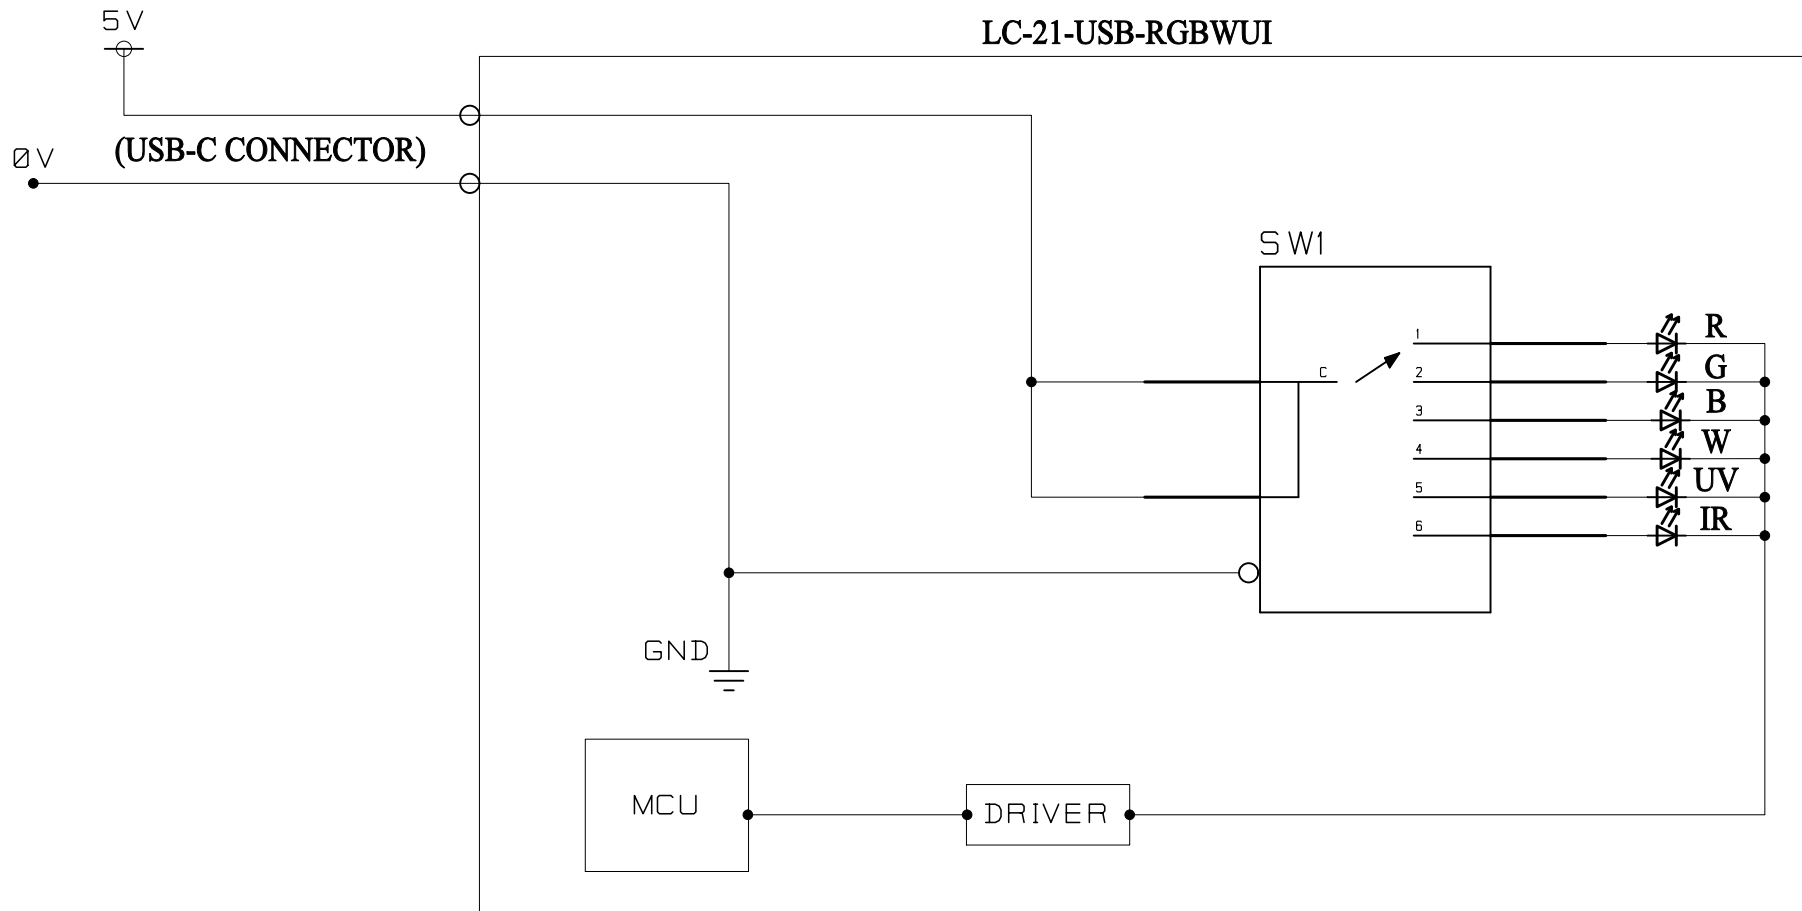 5V
LC-21-USB-RGBWUI
(USB-C CONNECTOR)
0V
SW1
1
R
C
2
G
3
B
4
W
5
UV
6
IR
GND
MCU
DRIVER